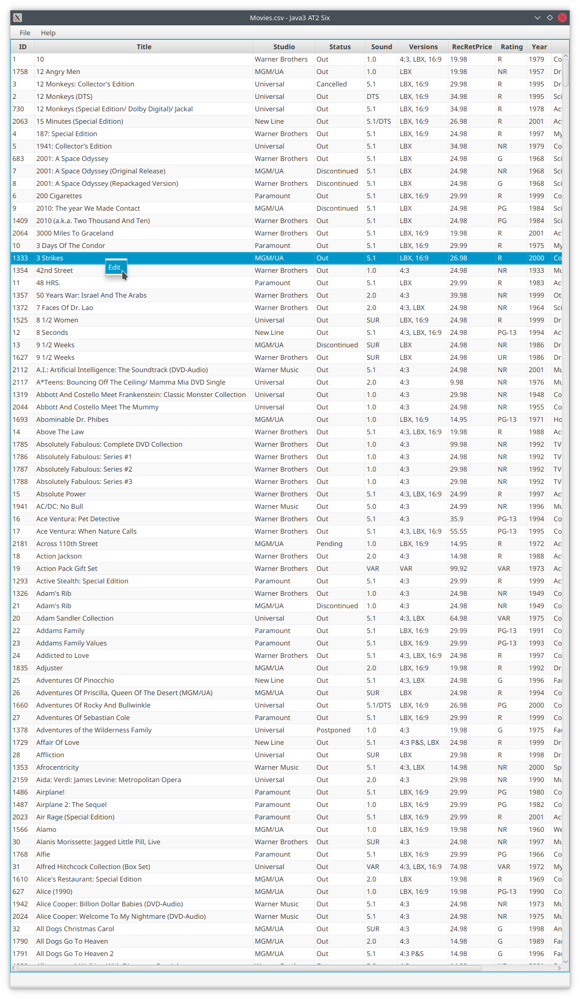 Movies.csv - Java3 AT2 Six
File Help
ID Title Studio Status Sound Versions RecRetPrice Rating Year
1 10 Warner Brothers Out 1.0 4:3, LBX, 16:9 19.98 R 1979 Co
1758 12 Angry Men MGM/UA Out 1.0 LBX 19.98 NR 1957 Dr
3 12 Monkeys: Collector's Edition Universal Cancelled 5.1 LBX, 16:9 29.98 R 1995 Dr
2 12 Monkeys (DTS) Universal Out DTS LBX, 16:9 34.98 R 1995 Sci
730 12 Monkeys (Special Edition/ Dolby Digital)/ Jackal Universal Out 5.1 LBX, 16:9 34.98 R 1978 Ac
2063 15 Minutes (Special Edition) New Line Out 5.1/DTS LBX, 16:9 26.98 R 2001 Ac
4 187: Special Edition Warner Brothers Out 5.1 LBX, 16:9 24.98 R 1997 My
5 1941: Collector's Edition Universal Out 5.1 LBX 34.98 NR 1979 Co
683 2001: A Space Odyssey Warner Brothers Out 5.1 LBX 24.98 G 1968 Sci
7 2001: A Space Odyssey (Original Release) MGM/UA Discontinued 5.1 LBX 24.98 NR 1968 Sci
8 2001: A Space Odyssey (Repackaged Version) Warner Brothers Discontinued 5.1 LBX 24.98 G 1968 Sci
6 200 Cigarettes Paramount Out 5.1 LBX, 16:9 29.99 R 1999 Co
9 2010: The year We Made Contact MGM/UA Discontinued 5.1 LBX 24.98 PG 1984 Sci
1409 2010 (a.k.a. Two Thousand And Ten) Warner Brothers Out 5.1 LBX 24.98 PG 1984 Sci
2064 3000 Miles To Graceland Warner Brothers Out 5.1 LBX, 16:9 19.98 R 2001 Ac
10 3 Days Of The Condor Paramount Out 5.1 LBX, 16:9 29.99 R 1975 My
1333 3 Strikes MGM/UA Out 5.1 LBX, 16:9 26.98 R 2000 Co
Edit
1354 42nd Street Warner Brothers Out 1.0 4:3 24.98 NR 1933 Mu
11 48 HRS. Paramount Out 5.1 LBX 29.99 R 1983 Ac
1357 50 Years War: Israel And The Arabs Warner Brothers Out 2.0 4:3 39.98 NR 1999 Ot
1372 7 Faces Of Dr. Lao Warner Brothers Out 2.0 4:3, LBX 24.98 NR 1964 Sci
1525 8 1/2 Women Universal Out SUR LBX, 16:9 24.98 R 1999 Dr
12 8 Seconds New Line Out 5.1 4:3, LBX, 16:9 24.98 PG-13 1994 Ac
13 9 1/2 Weeks MGM/UA Discontinued SUR LBX 24.98 NR 1986 Dr
1627 9 1/2 Weeks Warner Brothers Out SUR LBX 24.98 UR 1986 Dr
2112 A.I.: Artificial Intelligence: The Soundtrack (DVD-Audio) Warner Music Out 5.1 4:3 24.98 NR 2001 Mu
2117 A*Teens: Bouncing Off The Ceiling/ Mamma Mia DVD Single Universal Out 2.0 4:3 9.98 NR 1976 Mu
1319 Abbott And Costello Meet Frankenstein: Classic Monster Collection Universal Out 1.0 4:3 29.98 NR 1948 Co
2044 Abbott And Costello Meet The Mummy Universal Out 1.0 4:3 24.98 NR 1955 Co
1693 Abominable Dr. Phibes MGM/UA Out 1.0 LBX, 16:9 14.95 PG-13 1971 Ho
14 Above The Law Warner Brothers Out 5.1 4:3, LBX, 16:9 19.98 R 1988 Ac
1785 Absolutely Fabulous: Complete DVD Collection Warner Brothers Out 1.0 4:3 99.98 NR 1992 TV
1786 Absolutely Fabulous: Series #1 Warner Brothers Out 1.0 4:3 24.98 NR 1992 TV
1787 Absolutely Fabulous: Series #2 Warner Brothers Out 1.0 4:3 29.98 NR 1992 TV
1788 Absolutely Fabulous: Series #3 Warner Brothers Out 1.0 4:3 29.98 NR 1992 TV
15 Absolute Power Warner Brothers Out 5.1 4:3, LBX, 16:9 24.99 R 1997 Ac
1941 AC/DC: No Bull Warner Music Out 5.0 4:3 24.99 NR 1996 Mu
16 Ace Ventura: Pet Detective Warner Brothers Out 5.1 4:3 35.9 PG-13 1994 Co
17 Ace Ventura: When Nature Calls Warner Brothers Out 5.1 4:3, LBX, 16:9 55.55 PG-13 1995 Co
2181 Across 110th Street MGM/UA Pending 1.0 LBX, 16:9 14.95 R 1972 Ac
18 Action Jackson Warner Brothers Out 2.0 4:3 14.98 R 1988 Ac
19 Action Pack Gift Set Warner Brothers Out VAR VAR 99.92 VAR 1973 Ac
1293 Active Stealth: Special Edition Paramount Out 5.1 4:3 29.99 R 1999 Ac
1326 Adam's Rib Warner Brothers Out 1.0 4:3 24.98 NR 1949 Co
21 Adam's Rib MGM/UA Discontinued 1.0 4:3 24.98 NR 1949 Co
20 Adam Sandler Collection Universal Out 5.1 4:3, LBX 64.98 VAR 1975 Co
22 Addams Family Paramount Out 5.1 LBX, 16:9 29.99 PG-13 1991 Co
23 Addams Family Values Paramount Out 5.1 LBX, 16:9 29.99 PG-13 1993 Co
24 Addicted to Love Warner Brothers Out 5.1 4:3, LBX, 16:9 24.98 R 1997 Co
1835 Adjuster MGM/UA Out 2.0 LBX, 16:9 19.98 R 1992 Dr
25 Adventures Of Pinocchio New Line Out 5.1 4:3, LBX 24.98 G 1996 Fa
26 Adventures Of Priscilla, Queen Of The Desert (MGM/UA) MGM/UA Out SUR LBX 24.98 R 1994 Co
1660 Adventures Of Rocky And Bullwinkle Universal Out 5.1/DTS LBX, 16:9 26.98 PG 2000 Co
27 Adventures Of Sebastian Cole Paramount Out 5.1 LBX, 16:9 29.99 R 1999 Co
1378 Adventures of the Wilderness Family Universal Postponed 1.0 4:3 19.98 G 1975 Fa
1729 Affair Of Love New Line Out 5.1 4:3 P&S, LBX 24.98 R 1999 Dr
28 Affliction Universal Out SUR LBX 29.98 R 1998 Dr
1353 Afrocentricity Warner Music Out 5.1 4:3, LBX 14.98 NR 2000 Sp
2159 Aida: Verdi: James Levine: Metropolitan Opera Universal Out 2.0 4:3 29.98 NR 1990 Mu
1486 Airplane! Paramount Out 5.1 LBX, 16:9 29.99 PG 1980 Co
1487 Airplane 2: The Sequel Paramount Out 1.0 LBX, 16:9 29.99 PG 1982 Co
2023 Air Rage (Special Edition) Paramount Out 5.1 LBX, 16:9 29.99 R 2001 Ac
1566 Alamo MGM/UA Out 1.0 LBX, 16:9 19.98 NR 1960 We
30 Alanis Morissette: Jagged Little Pill, Live Warner Brothers Out SUR 4:3 24.98 NR 1997 Mu
1768 Alfie Paramount Out 5.1 LBX, 16:9 29.99 PG 1966 Co
31 Alfred Hitchcock Collection (Box Set) Universal Out VAR 4:3, LBX, 16:9 74.98 VAR 1972 My
1610 Alice's Restaurant: Special Edition MGM/UA Out 2.0 LBX 19.98 R 1969 Co
627 Alice (1990) MGM/UA Out 1.0 LBX, 16:9 19.98 PG-13 1990 Co
1942 Alice Cooper: Billion Dollar Babies (DVD-Audio) Warner Music Out 5.1 4:3 24.98 NR 1973 Mu
2024 Alice Cooper: Welcome To My Nightmare (DVD-Audio) Warner Music Out 5.1 4:3 24.98 NR 1975 Mu
32 All Dogs Christmas Carol MGM/UA Out SUR 4:3 24.98 G 1998 An
1790 All Dogs Go To Heaven MGM/UA Out 2.0 4:3 14.98 G 1989 Fa
1791 All Dogs Go To Heaven 2 MGM/UA Out 5.1 4:3 P&S 14.98 G 1996 Fa